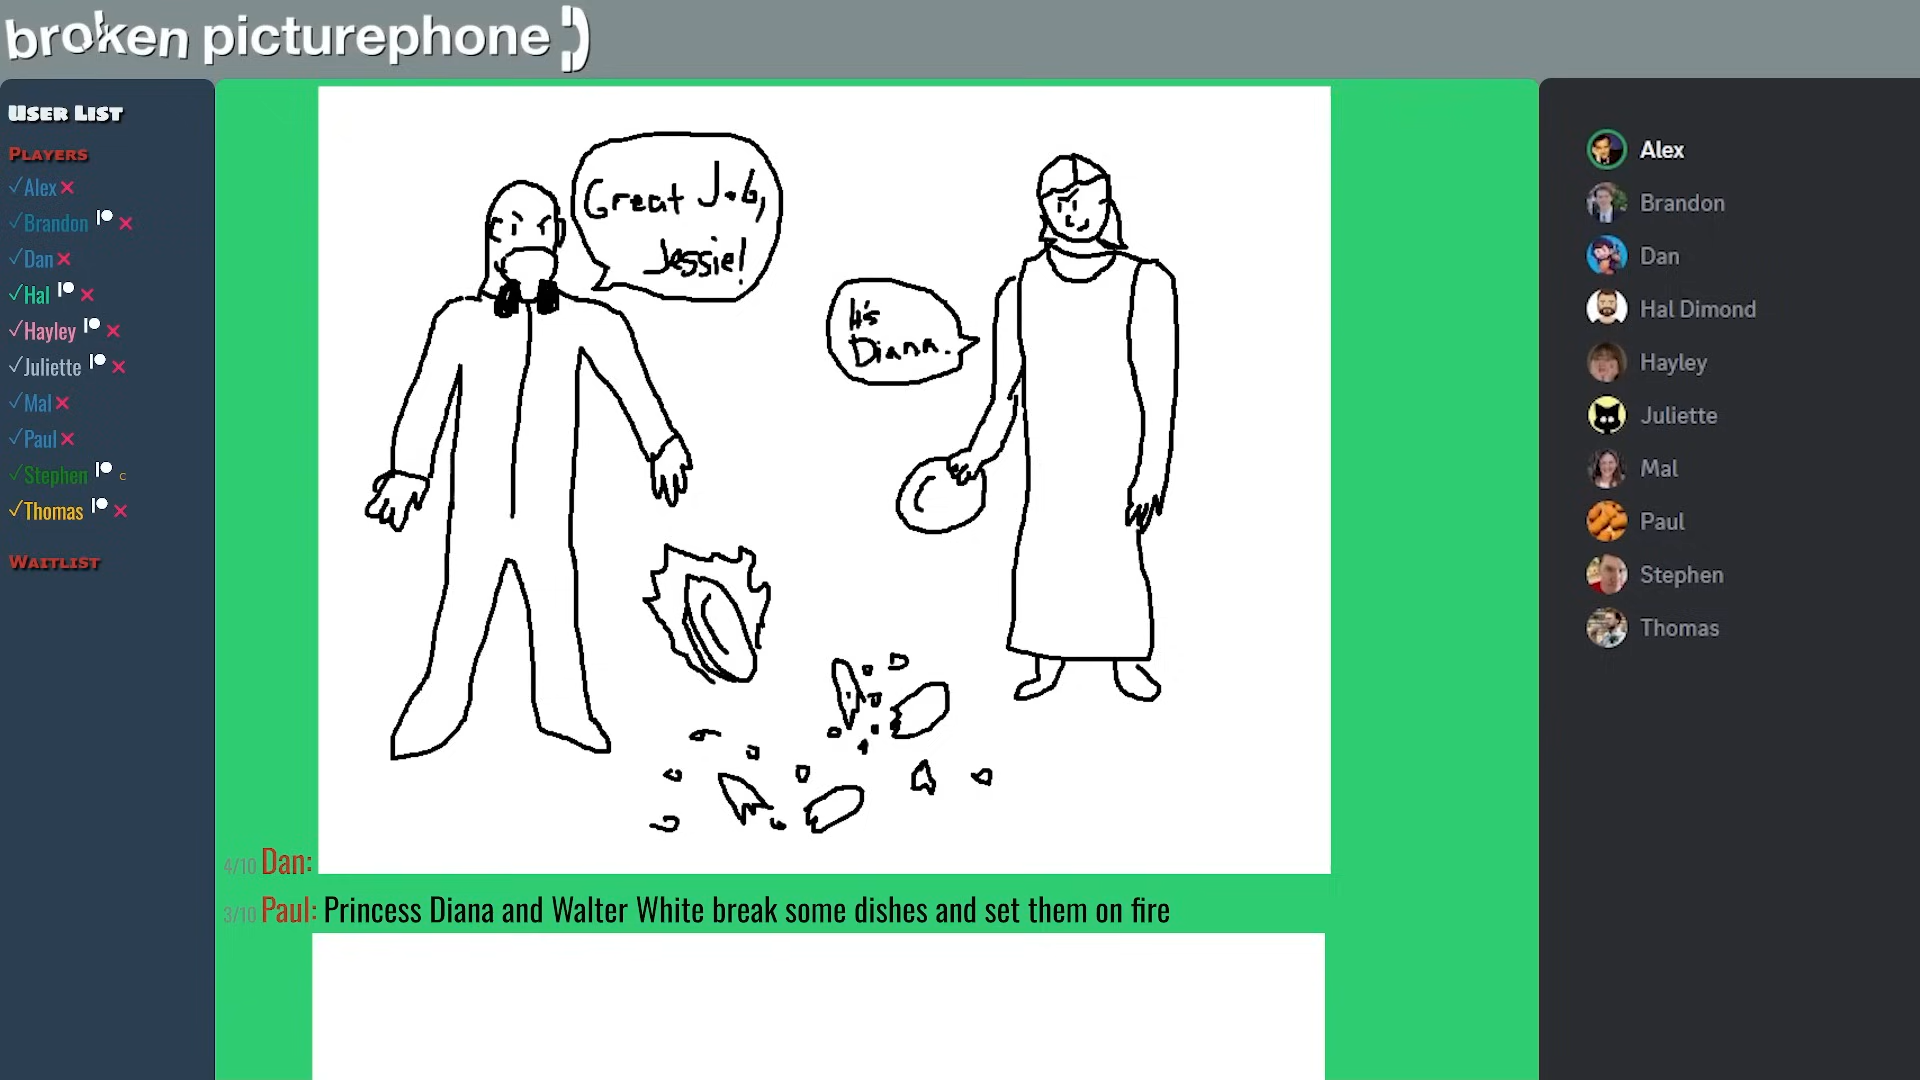 broken picturephone
User List
Players
✓Alex
✓Brandon
✓Dan
✓Hal
✓Hayley
✓Juliette
✓Mal
✓Paul
✓Stephen c
✓Thomas
Waitlist
Great Job,
Jessie!
It's
Diana.
4/10 Dan:
3/10 Paul: Princess Diana and Walter White break some dishes and set them on fire
Alex
Brandon
Dan
Hal Dimond
Hayley
Juliette
Mal
Paul
Stephen
Thomas